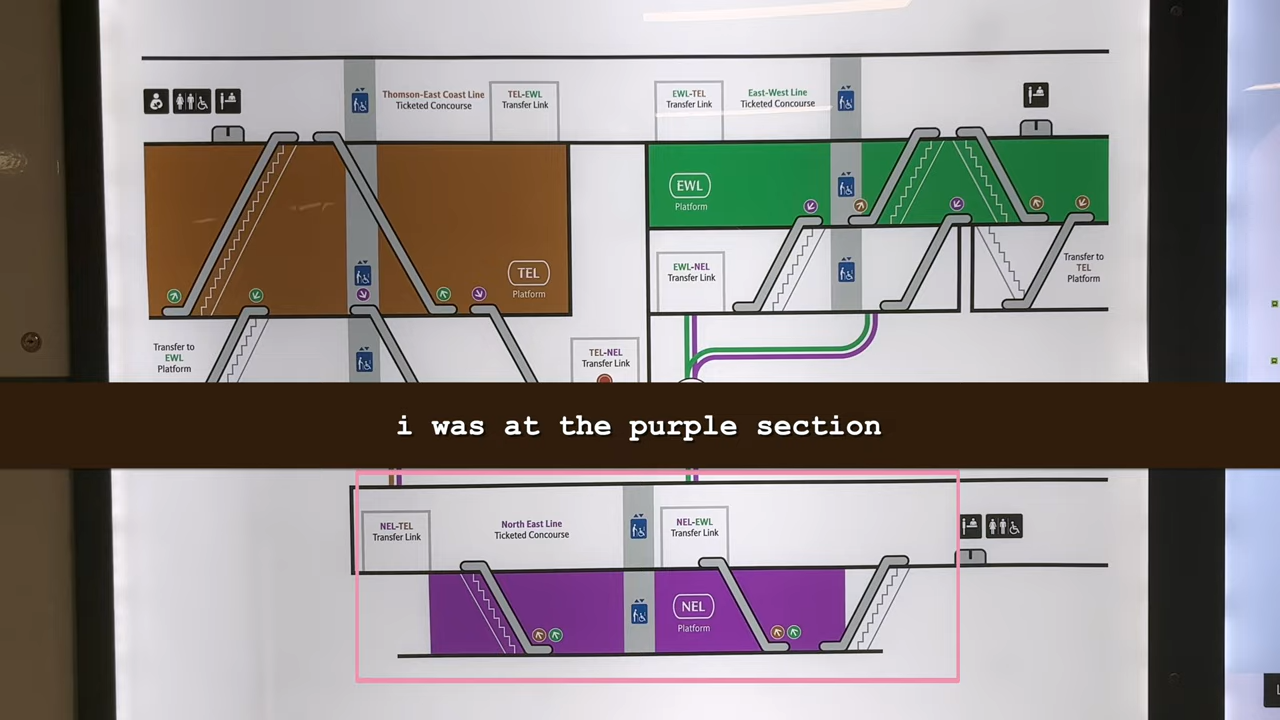 Thomson-East Coast Line
Ticketed Concourse
TEL-EWL
Transfer Link
EWL-TEL
Transfer Link
East-West Line
Ticketed Concourse
EWL
Platform
TEL
Platform
EWL-NEL
Transfer Link
Transfer to
TEL
Platform
Transfer to
EWL
Platform
TEL-NEL
Transfer Link
i was at the purple section
NEL-TEL
Transfer Link
North East Line
Ticketed Concourse
NEL-EWL
Transfer Link
NEL
Platform